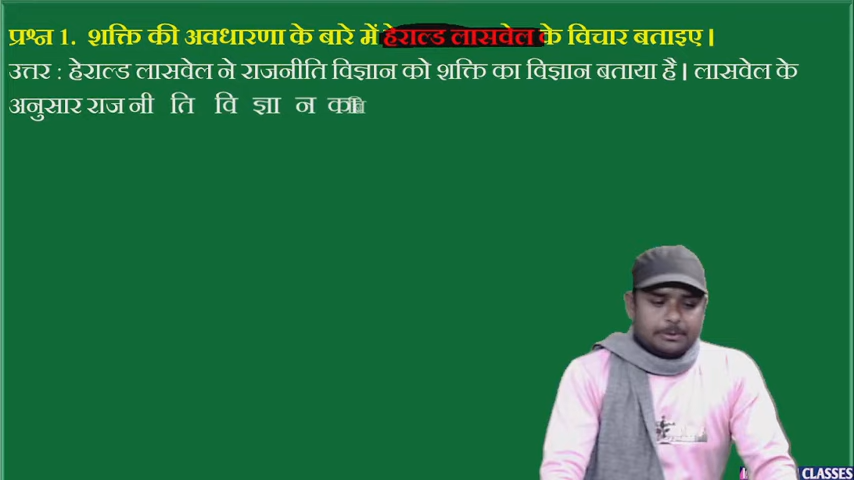 प्रश्न 1. शक्ति की अवधारणा के बारे में हेराल्ड लासवेल के विचार बताइए।
उत्तर : हेराल्ड लासवेल ने राजनीति विज्ञान को शक्ति का विज्ञान बताया है। लासवेल के
अनुसार राज नी ति वि ज्ञा न का
CLASSES